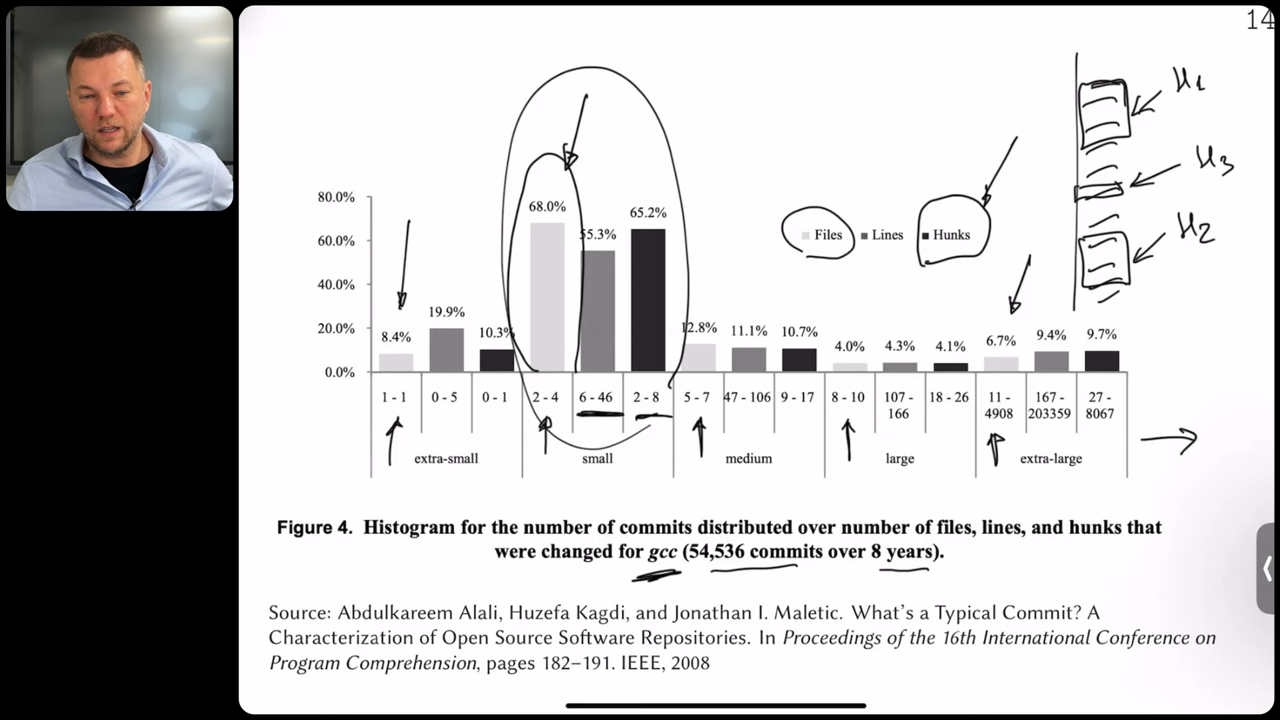 14
H1
H3
H2
80.0%
60.0%
40.0%
20.0%
0.0%
8.4%
19.9%
10.3%
68.0%
55.3%
65.2%
12.8%
11.1%
10.7%
4.0%
4.3%
4.1%
6.7%
9.4%
9.7%
Files Lines Hunks
1 - 1 0 - 5 0 - 1 2 - 4 6 - 46 2 - 8 5 - 7 47 - 106 9 - 17 8 - 10 107 - 166 18 - 26 11 - 4908 167 - 203359 27 - 8067
extra-small small medium large extra-large
Figure 4. Histogram for the number of commits distributed over number of files, lines, and hunks that
were changed for gcc (54,536 commits over 8 years).
Source: Abdulkareem Alali, Huzefa Kagdi, and Jonathan I. Maletic. What's a Typical Commit? A
Characterization of Open Source Software Repositories. In Proceedings of the 16th International Conference on
Program Comprehension, pages 182–191. IEEE, 2008